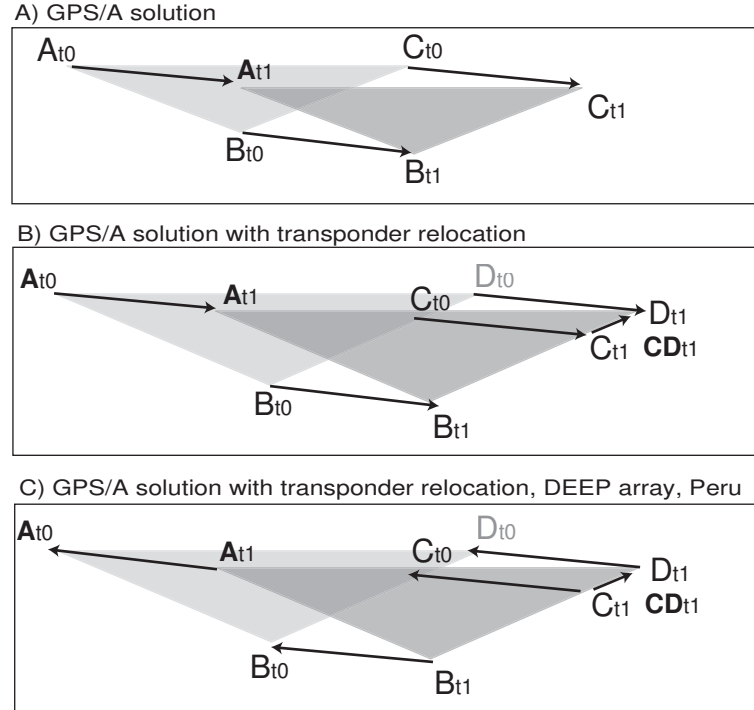 A) GPS/A solution
At0
At1
Ct0
Ct1
Bt0
Bt1
B) GPS/A solution with transponder relocation
At0
At1
Ct0
Dt0
Dt1
Ct1 CDt1
Bt0
Bt1
C) GPS/A solution with transponder relocation, DEEP array, Peru
At0
At1
Ct0
Dt0
Dt1
Ct1 CDt1
Bt0
Bt1